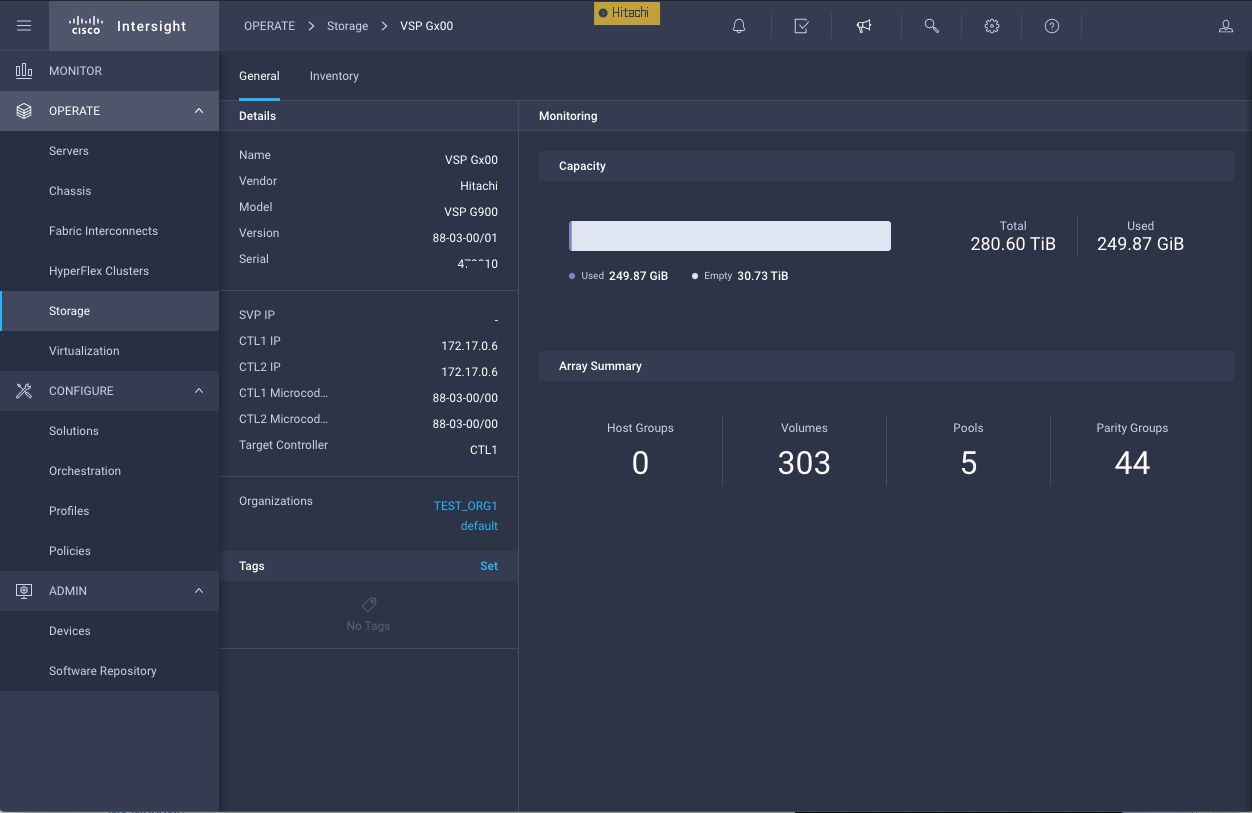 CISCO Intersight
OPERATE > Storage > VSP Gx00
Hitachi
MONITOR
OPERATE
Servers
Chassis
Fabric Interconnects
HyperFlex Clusters
Storage
Virtualization
CONFIGURE
Solutions
Orchestration
Profiles
Policies
ADMIN
Devices
Software Repository
General Inventory
Details
Name VSP Gx00
Vendor Hitachi
Model VSP G900
Version 88-03-00/01
Serial
SVP IP -
CTL1 IP 172.17.0.6
CTL2 IP 172.17.0.6
CTL1 Microcod... 88-03-00/00
CTL2 Microcod... 88-03-00/00
Target Controller CTL1
Organizations TEST_ORG1
default
Tags Set
No Tags
Monitoring
Capacity
Total Used
280.60 TiB 249.87 GiB
Used 249.87 GiB Empty 30.73 TiB
Array Summary
Host Groups Volumes Pools Parity Groups
0 303 5 44